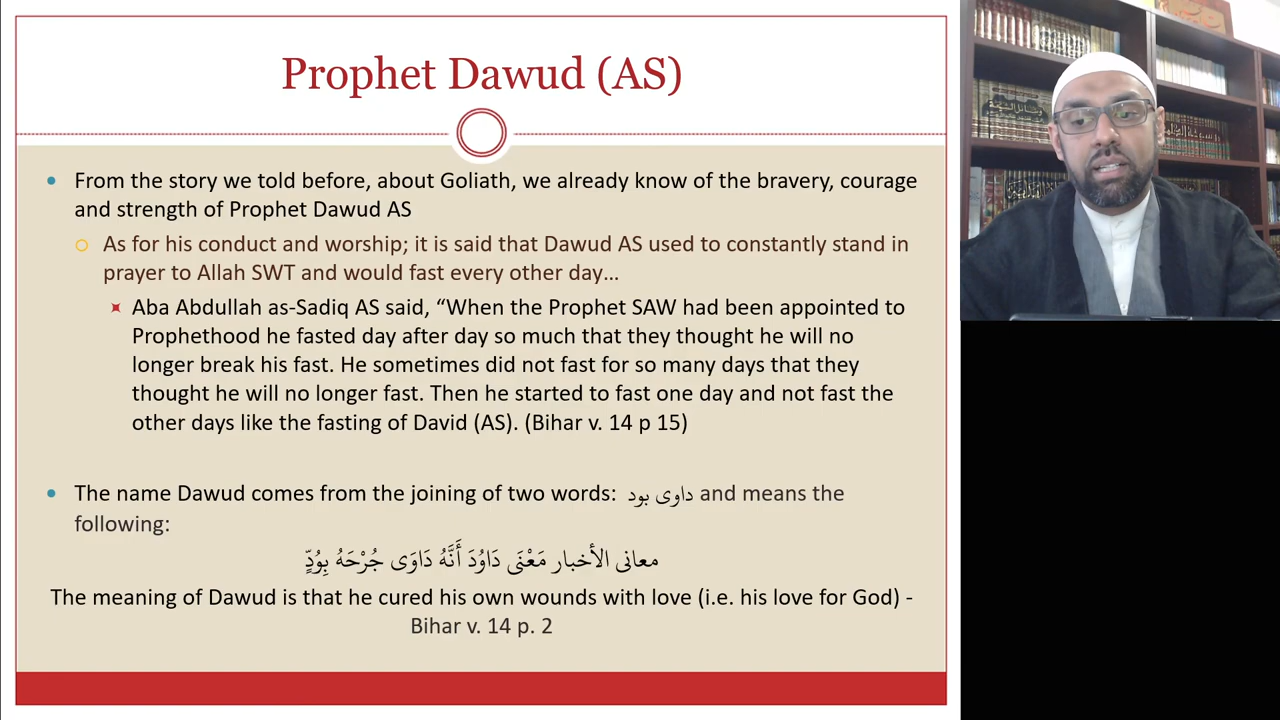 Prophet Dawud (AS)
From the story we told before, about Goliath, we already know of the bravery, courage
and strength of Prophet Dawud AS
As for his conduct and worship; it is said that Dawud AS used to constantly stand in
prayer to Allah SWT and would fast every other day…
Aba Abdullah as-Sadiq AS said, “When the Prophet SAW had been appointed to
Prophethood he fasted day after day so much that they thought he will no
longer break his fast. He sometimes did not fast for so many days that they
thought he will no longer fast. Then he started to fast one day and not fast the
other days like the fasting of David (AS). (Bihar v. 14 p 15)
The name Dawud comes from the joining of two words: داوی بود and means the
following:
معانى الأخبار مَعْنَى دَاوُدَ أَنَّهُ دَاوَى جُرْحَهُ بِوُدٍّ
The meaning of Dawud is that he cured his own wounds with love (i.e. his love for God) -
Bihar v. 14 p. 2